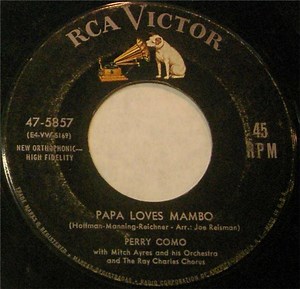 RCA VICTOR
47-5857
(E4-VW-5169)
NEW ORTHOPHONIC—
HIGH FIDELITY
45
RPM
PAPA LOVES MAMBO
(Hoffman-Manning-Reichner - Arr.: Joe Reisman)
PERRY COMO
with Mitch Ayres and his Orchestra
and The Ray Charles Chorus